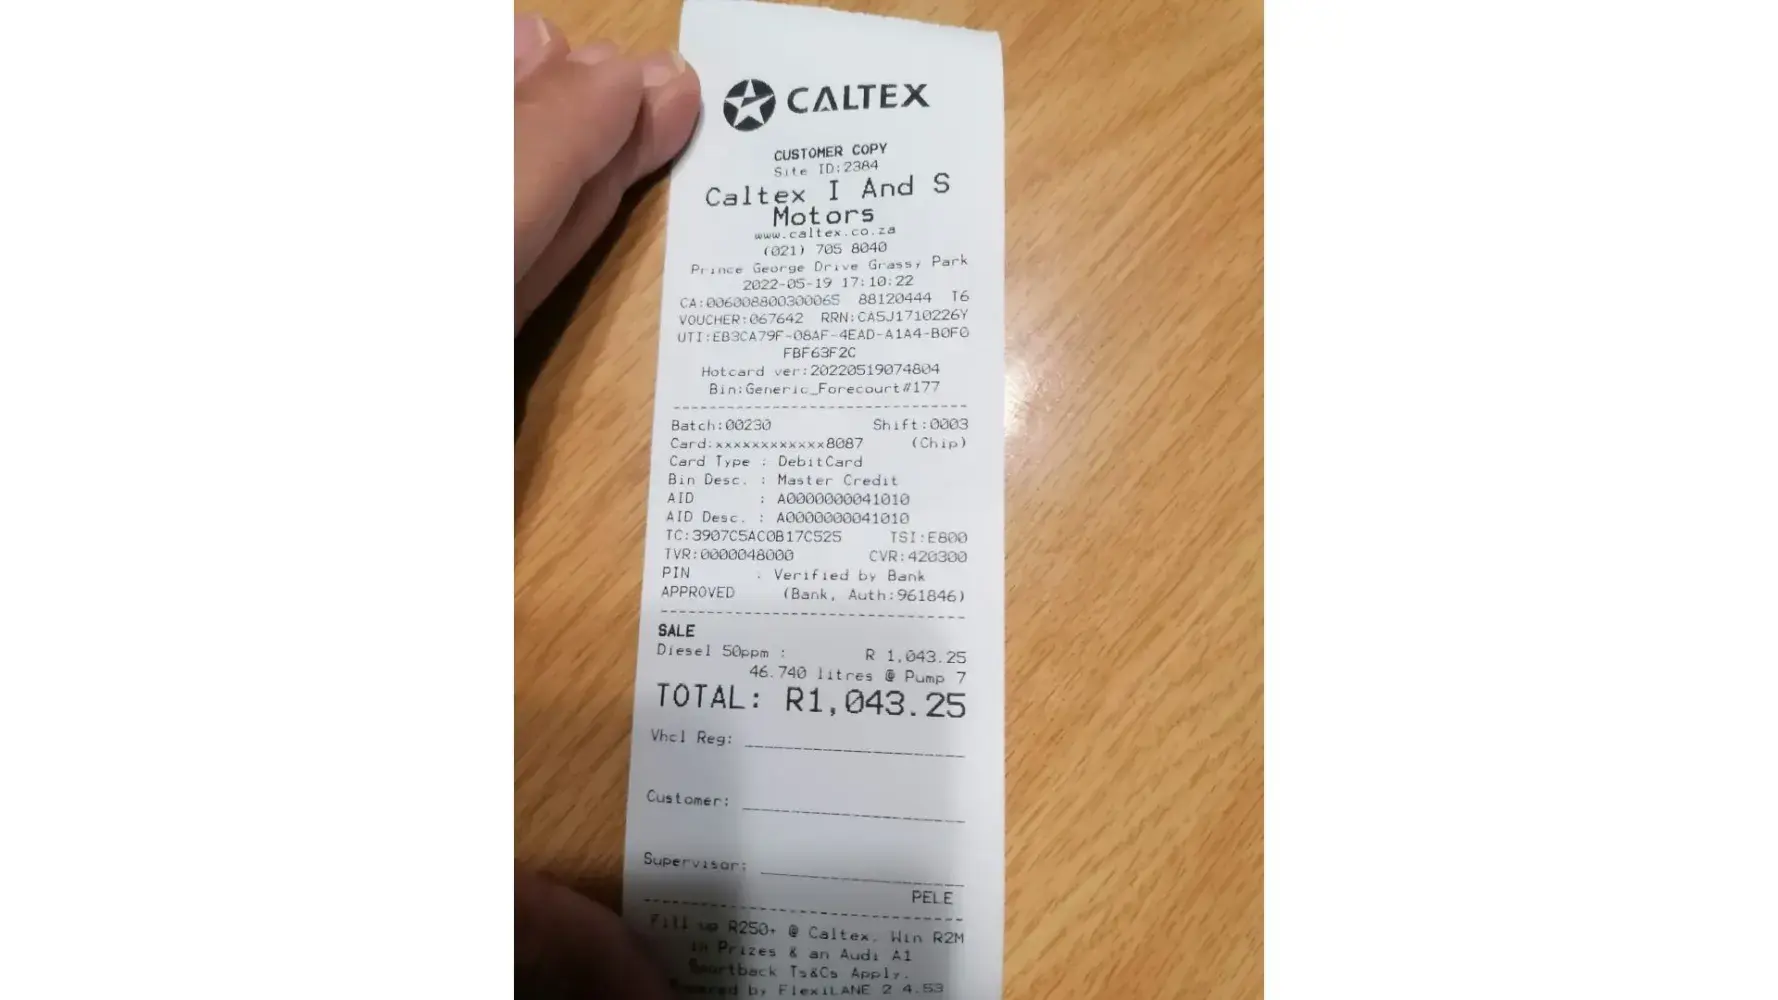 CALTEX
CUSTOMER COPY
Site ID:2384
Caltex I And S
Motors
www.caltex.co.za
(021) 705 8040
Prince George Drive Grassy Park
2022-05-19 17:10:22
CA:006008800300065 88120444 T6
VOUCHER:067642 RRN:CA5J1710226Y
UTI:EB3CA79F-08AF-4EAD-A1A4-B0F0
FBF63F2C
Hotcard ver:20220519074804
Bin:Generic_Forecourt#177
Batch:00230 Shift:0003
Card:xxxxxxxxxxxx8087 (Chip)
Card Type : DebitCard
Bin Desc. : Master Credit
AID : A0000000041010
AID Desc. : A0000000041010
TC:3907C5AC0B17C525 TSI:E800
TVR:0000048000 CVR:420300
PIN : Verified by Bank
APPROVED (Bank, Auth:961846)
SALE
Diesel 50ppm : R 1,043.25
46.740 litres @ Pump 7
TOTAL: R1,043.25
Vhcl Reg:
Customer:
Supervisor:
PELE
Fill up R250+ @ Caltex. Win R2M
in Prizes & an Audi A1
Sportback Ts&Cs Apply.
Powered by FlexiLANE 2 4.53